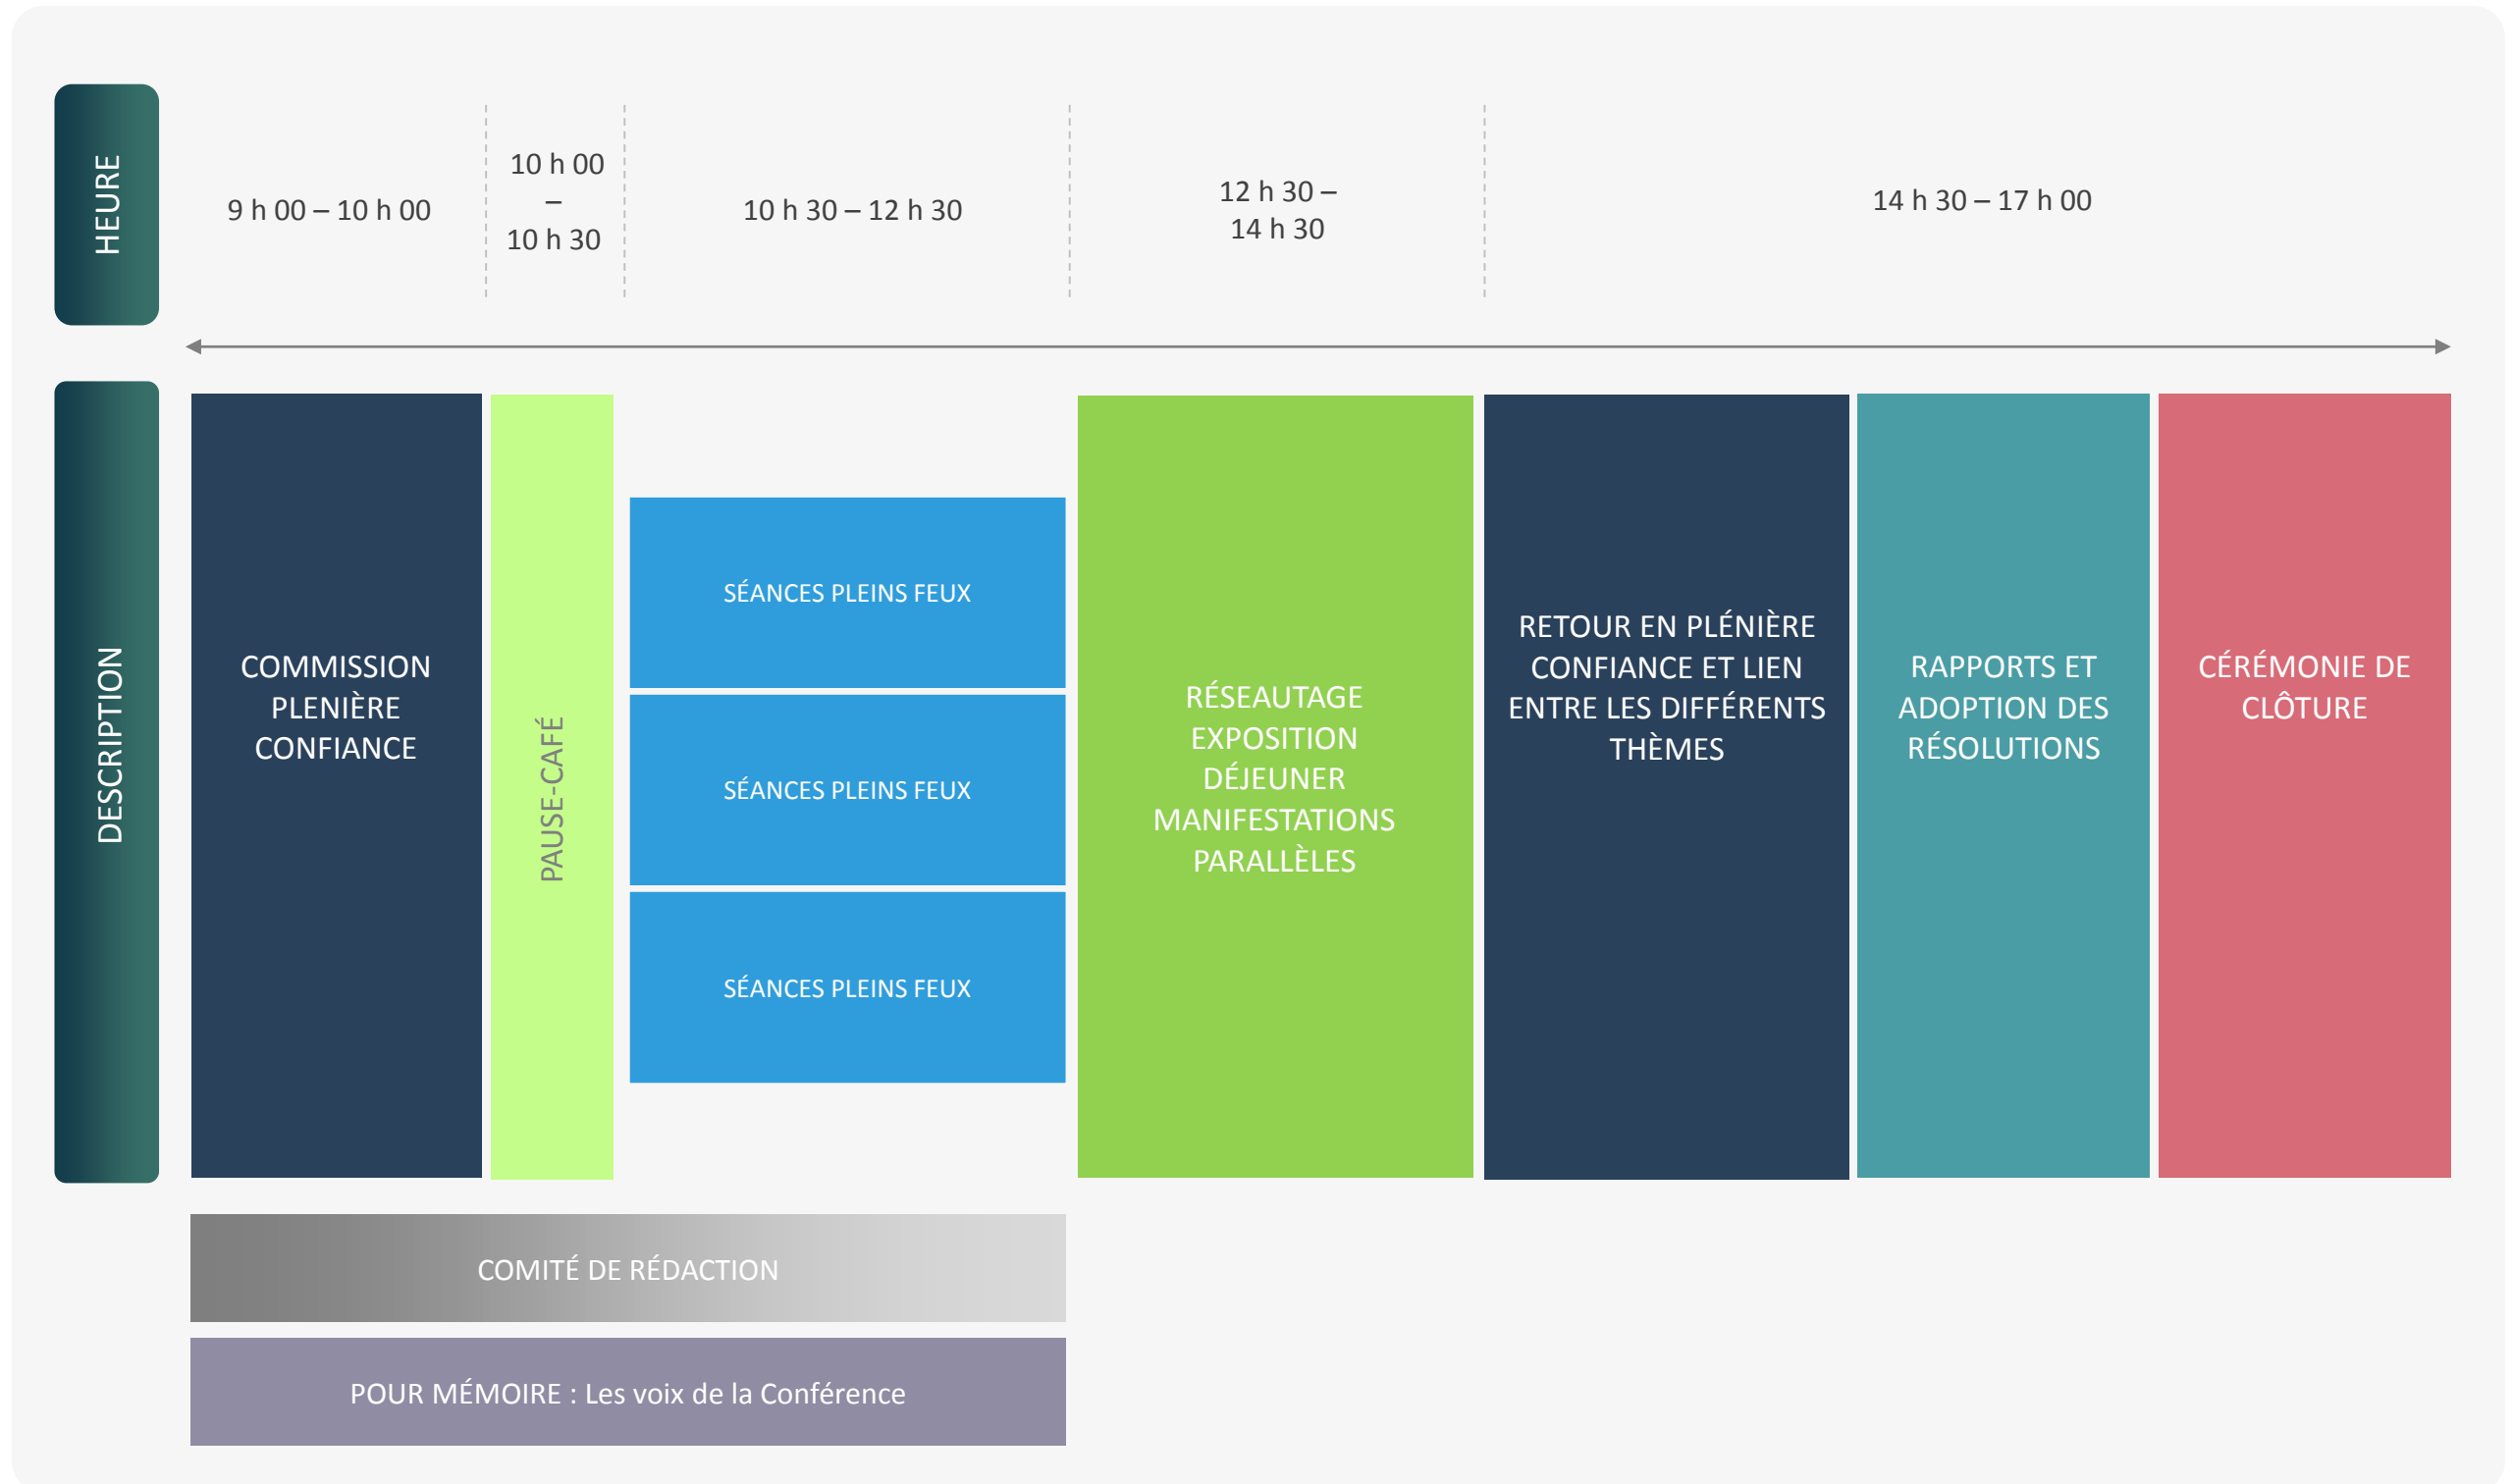 HEURE
9 h 00 – 10 h 00
10 h 00
–
10 h 30
10 h 30 – 12 h 30
12 h 30 –
14 h 30
14 h 30 – 17 h 00
DESCRIPTION
COMMISSION
PLENIÈRE
CONFIANCE
PAUSE-CAFÉ
SÉANCES PLEINS FEUX
SÉANCES PLEINS FEUX
SÉANCES PLEINS FEUX
RÉSEAUTAGE
EXPOSITION
DÉJEUNER
MANIFESTATIONS
PARALLÈLES
RETOUR EN PLÉNIÈRE
CONFIANCE ET LIEN
ENTRE LES DIFFÉRENTS
THÈMES
RAPPORTS ET
ADOPTION DES
RÉSOLUTIONS
CÉRÉMONIE DE
CLÔTURE
COMITÉ DE RÉDACTION
POUR MÉMOIRE : Les voix de la Conférence